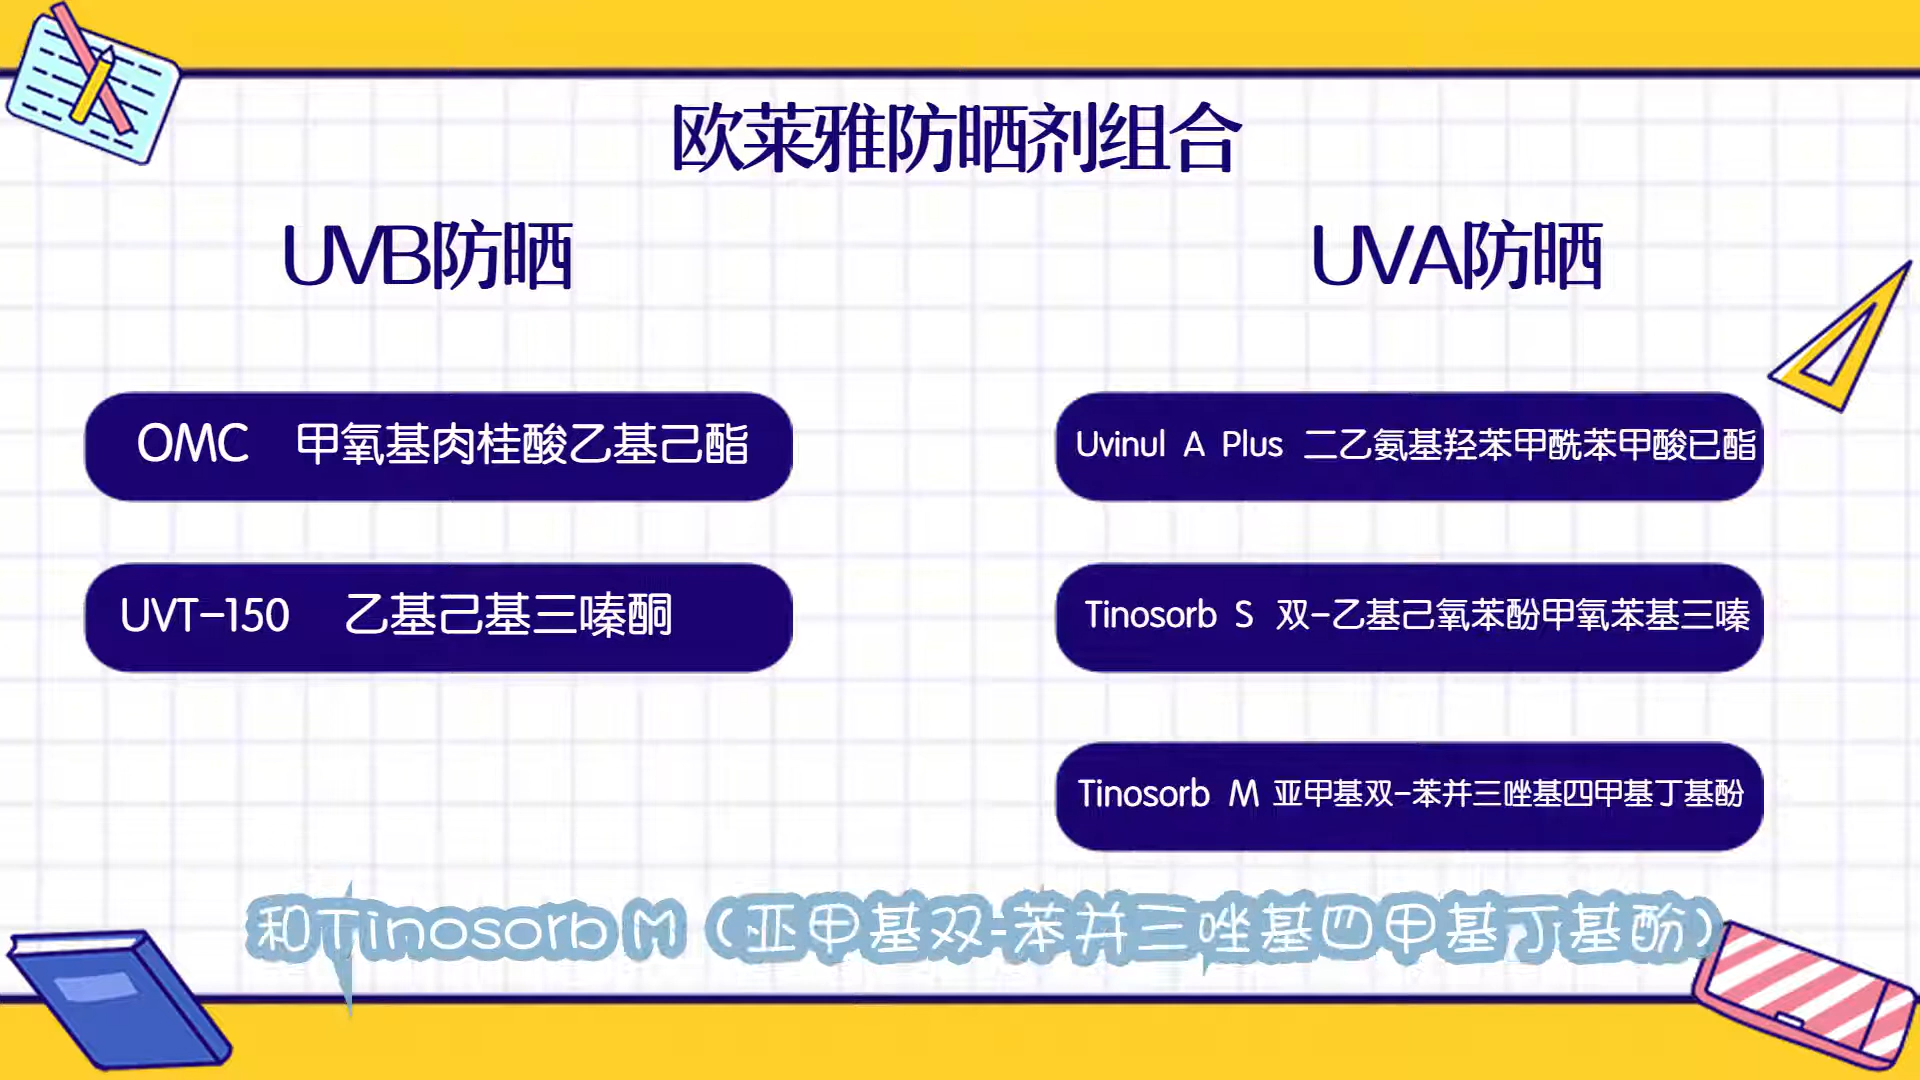 欧莱雅防晒剂组合
UVB防晒
UVA防晒
OMC 甲氧基肉桂酸乙基己酯
Uvinul A Plus 二乙氨基羟苯甲酰苯甲酸已酯
UVT-150 乙基己基三嗪酮
Tinosorb S 双-乙基己氧苯酚甲氧苯基三嗪
Tinosorb M 亚甲基双-苯并三唑基四甲基丁基酚
和Tinosorb M（亚甲基双-苯并三唑基四甲基丁基酚）